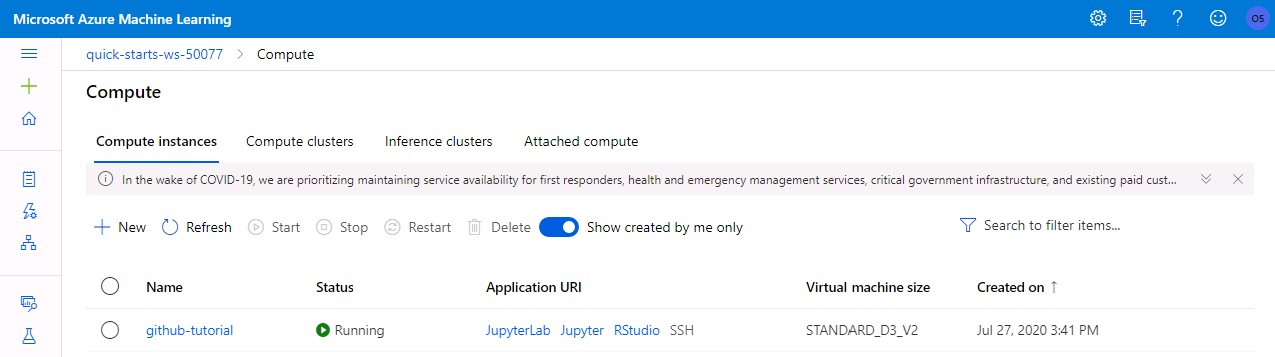 Microsoft Azure Machine Learning
OS
quick-starts-ws-50077 > Compute
Compute
Compute instances Compute clusters Inference clusters Attached compute
In the wake of COVID-19, we are prioritizing maintaining service availability for first responders, health and emergency management services, critical government infrastructure, and existing paid cust...
New Refresh Start Stop Restart Delete Show created by me only Search to filter items...
Name Status Application URI Virtual machine size Created on ↑
github-tutorial Running JupyterLab Jupyter RStudio SSH STANDARD_D3_V2 Jul 27, 2020 3:41 PM